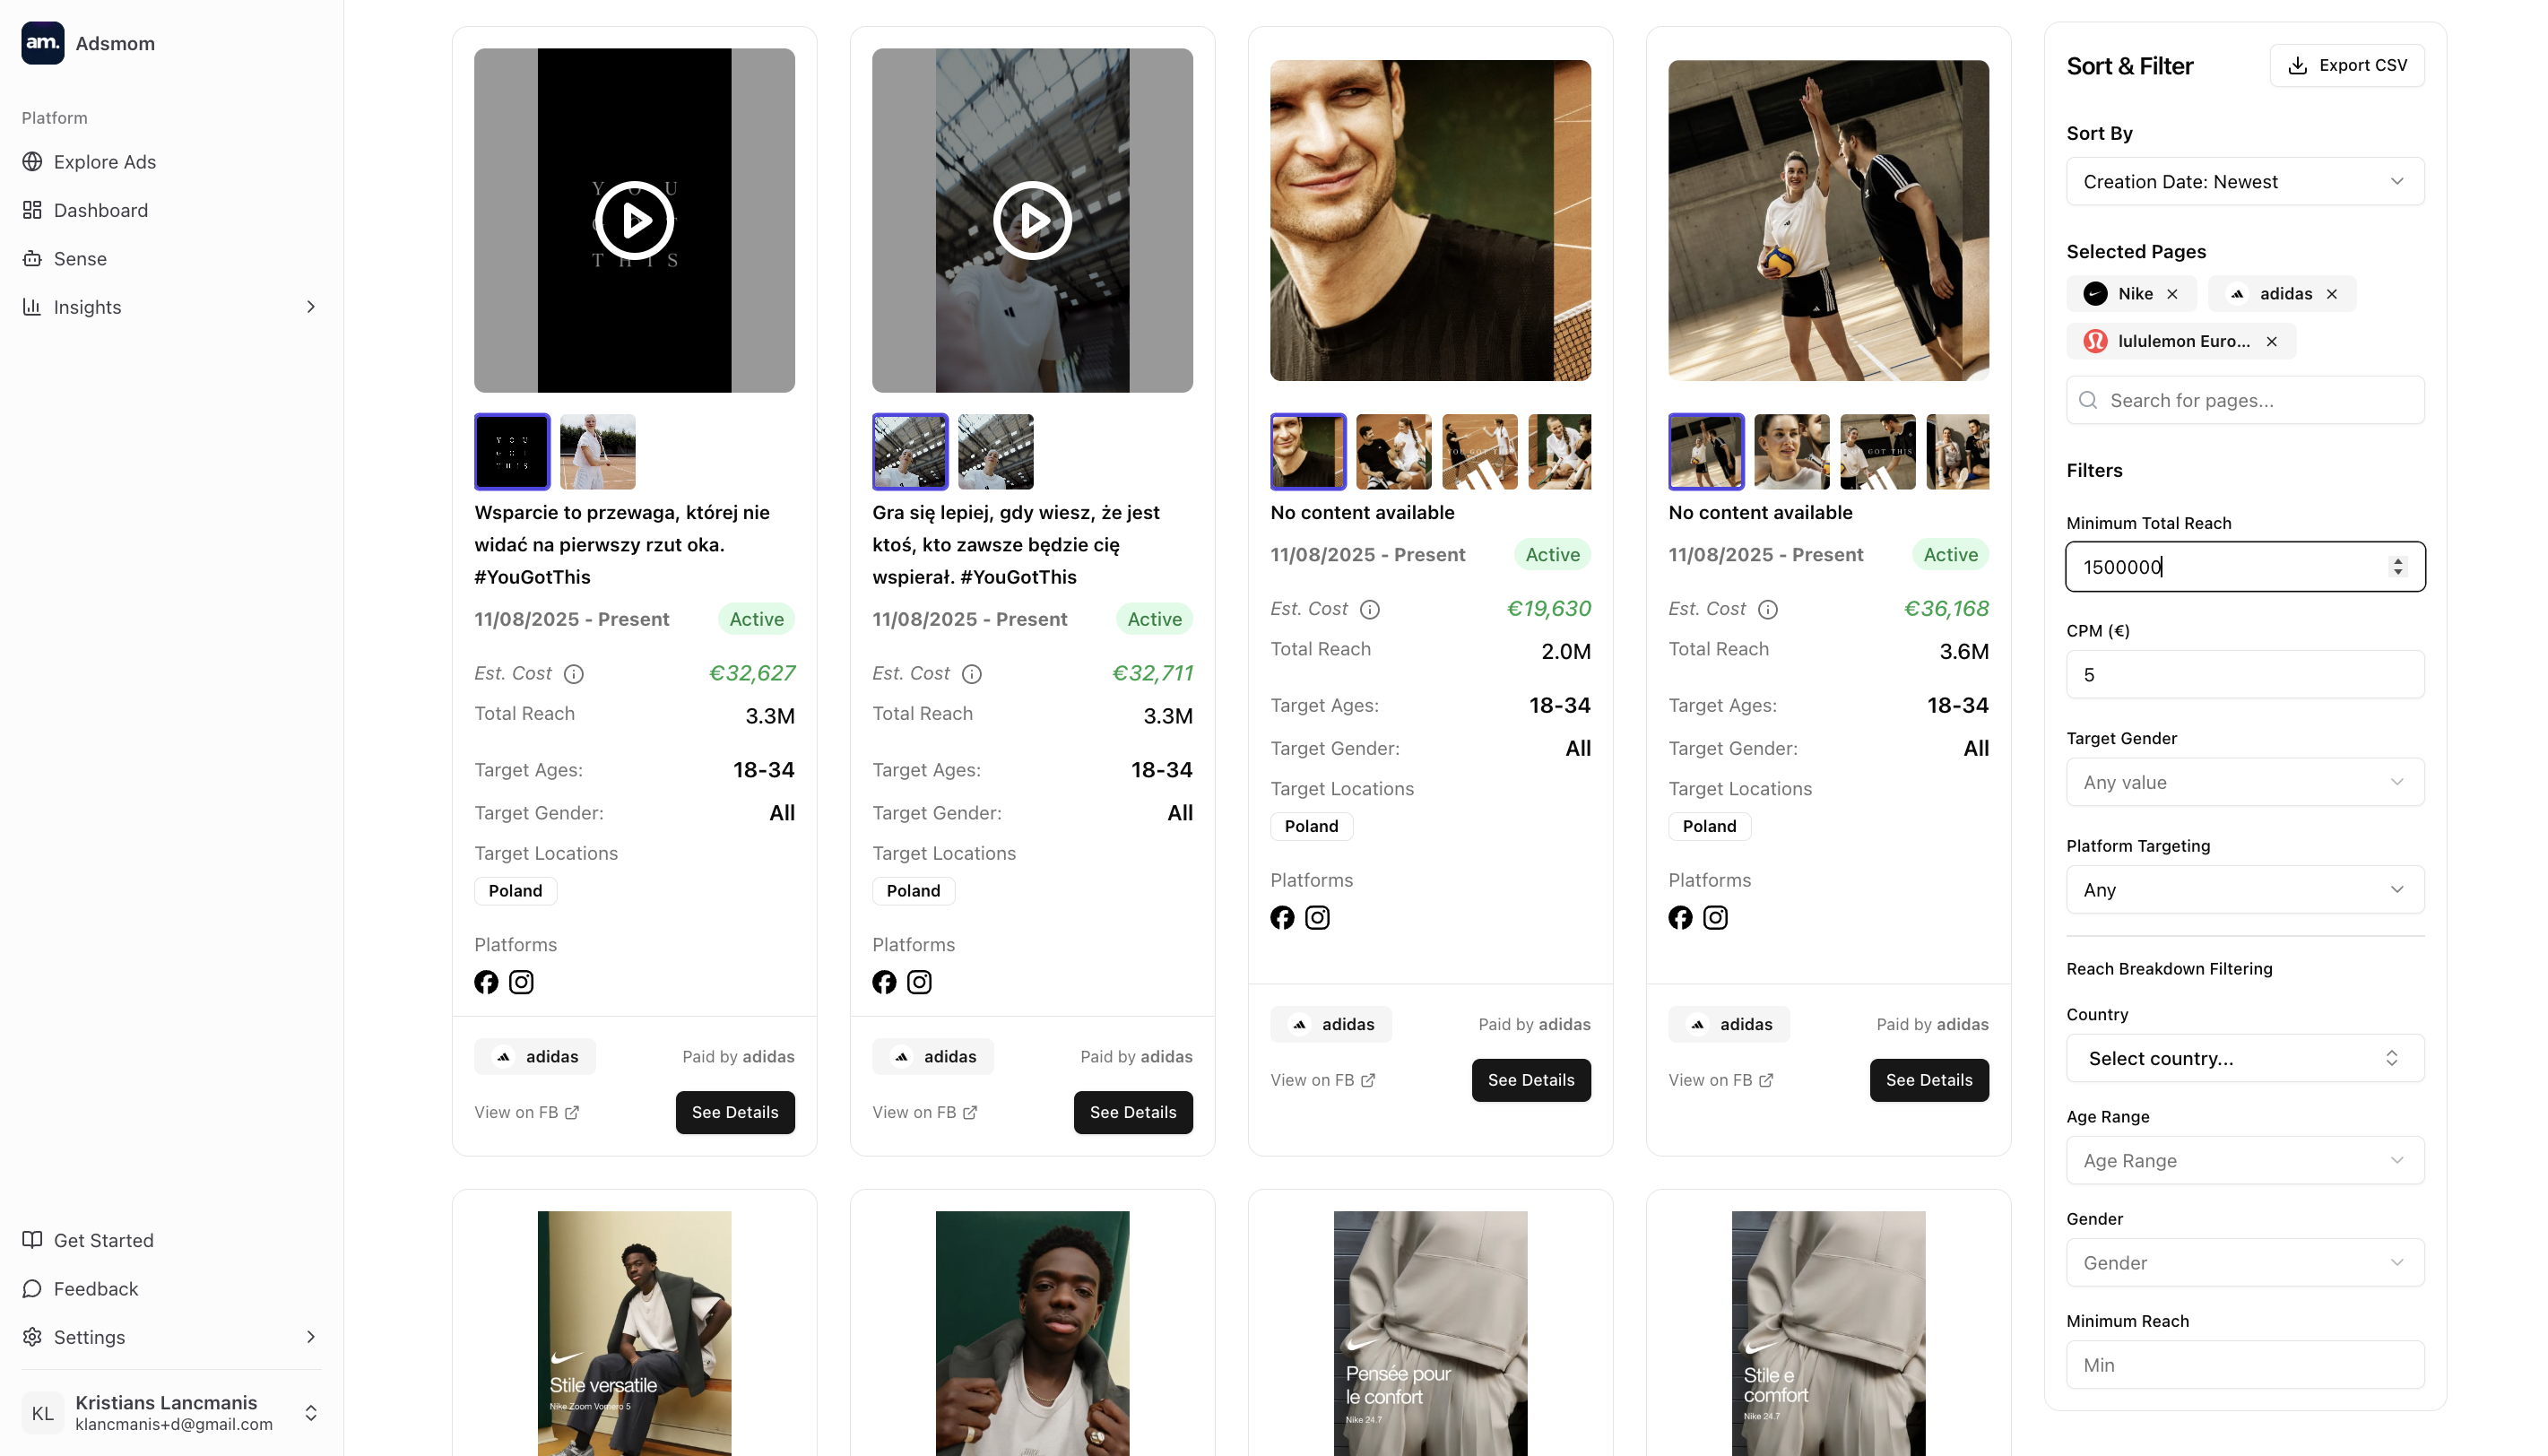 am. Adsmom
Platform
Explore Ads
Dashboard
Sense
Insights
Get Started
Feedback
Settings
KL
Kristians Lancmanis
klancmanis+d@gmail.com
YOU
THIS
YOU
GOT
THIS
Wsparcie to przewaga, której nie
widać na pierwszy rzut oka.
#YouGotThis
11/08/2025 - Present
Active
Est. Cost
€32,627
Total Reach
3.3M
Target Ages:
18-34
Target Gender:
All
Target Locations
Poland
Platforms
adidas
Paid by adidas
View on FB
See Details
Gra się lepiej, gdy wiesz, że jest
ktoś, kto zawsze będzie cię
wspierał. #YouGotThis
11/08/2025 - Present
Active
Est. Cost
€32,711
Total Reach
3.3M
Target Ages:
18-34
Target Gender:
All
Target Locations
Poland
Platforms
adidas
Paid by adidas
View on FB
See Details
YOU GOT THIS
No content available
11/08/2025 - Present
Active
Est. Cost
€19,630
Total Reach
2.0M
Target Ages:
18-34
Target Gender:
All
Target Locations
Poland
Platforms
adidas
Paid by adidas
View on FB
See Details
GOT THIS
No content available
11/08/2025 - Present
Active
Est. Cost
€36,168
Total Reach
3.6M
Target Ages:
18-34
Target Gender:
All
Target Locations
Poland
Platforms
adidas
Paid by adidas
View on FB
See Details
Stile versatile
Nike Zoom Vomero 5
Pensée pour
le confort
Nike 24.7
Stile e
comfort
Nike 24.7
Sort & Filter
Export CSV
Sort By
Creation Date: Newest
Selected Pages
Nike
adidas
lululemon Euro...
Search for pages...
Filters
Minimum Total Reach
1500000
CPM (€)
5
Target Gender
Any value
Platform Targeting
Any
Reach Breakdown Filtering
Country
Select country...
Age Range
Age Range
Gender
Gender
Minimum Reach
Min